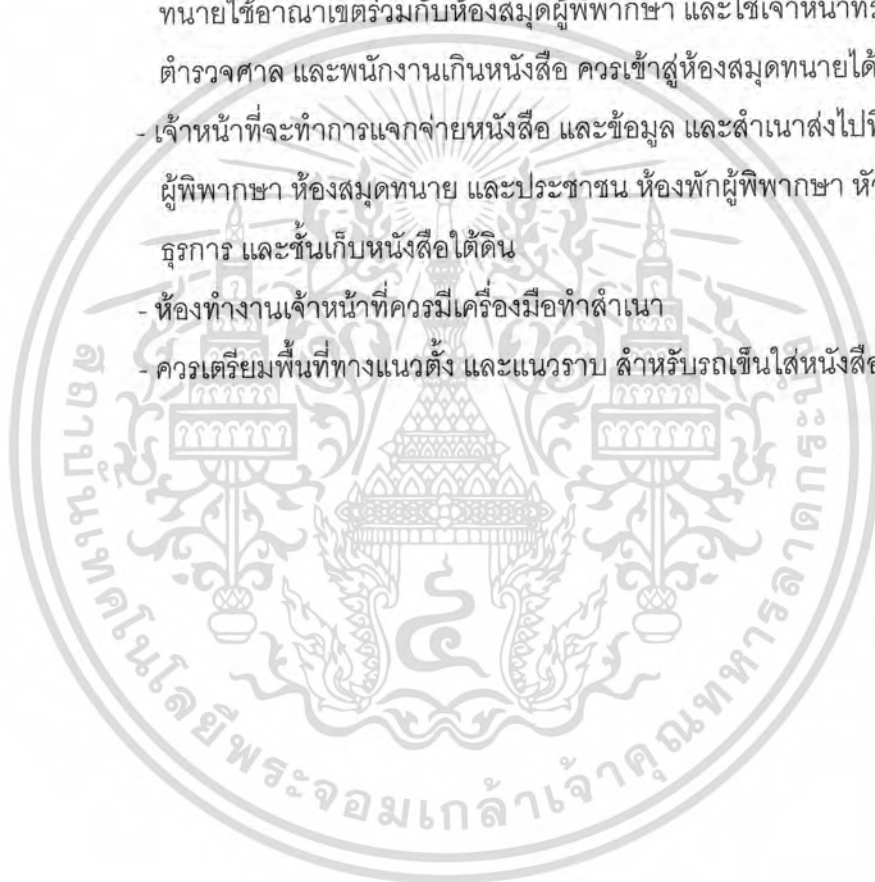 ทนายใช้อาณาเขตร่วมกับห้องสมุดผู้พิพากษา และใช้เจ้าหน้าที่ร
ตำรวจศาล และพนักงานเกินหนังสือ ควรเข้าสู่ห้องสมุดทนายได้
- เจ้าหน้าที่จะทำการแจกจ่ายหนังสือ และข้อมูล และสำเนาส่งไปที
ผู้พิพากษา ห้องสมุดทนาย และประชาชน ห้องพักผู้พิพากษา หั
ธุรการ และชั้นเก็บหนังสือใต้ดิน
- ห้องทำงานเจ้าหน้าที่ควรมีเครื่องมือทำสำเนา
- ควรเตรียมพื้นที่ทางแนวตั้ง และแนวราบ สำหรับรถเข็นใส่หนังสือ
สถาบันเทคโนโลยีพระจอมเกล้าเจ้าคุณทหารลาดกระบัง